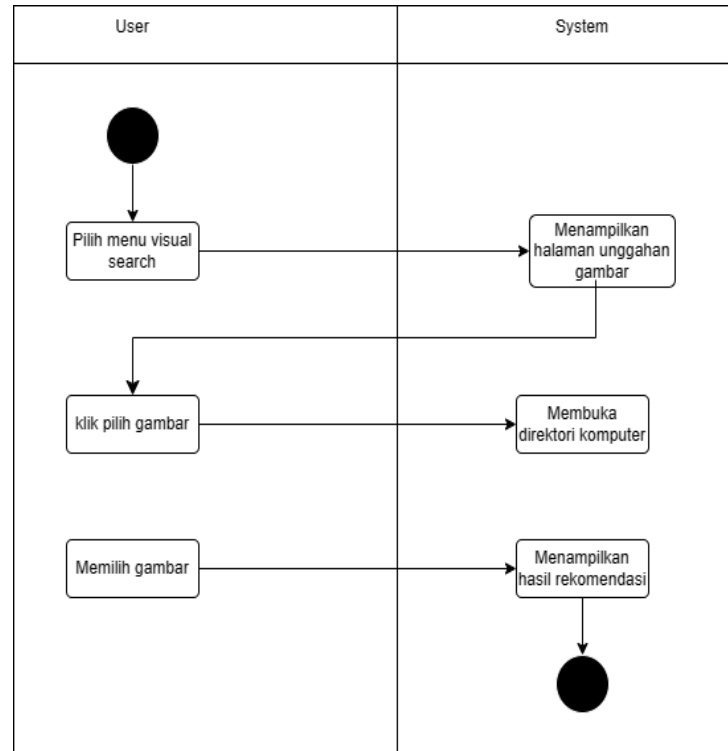 User
System
Pilih menu visual
search
Menampilkan
halaman unggahan
gambar
klik pilih gambar
Membuka
direktori komputer
Memilih gambar
Menampilkan
hasil rekomendasi